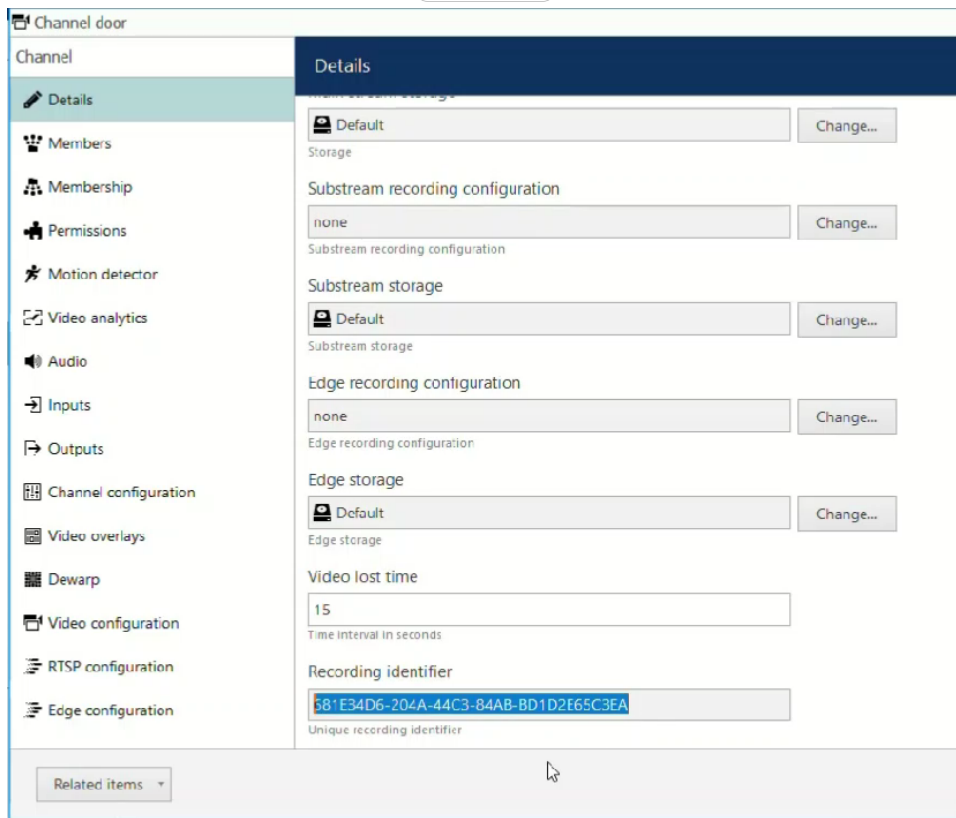 Channel door
Channel
Details
Members
Membership
Permissions
Motion detector
Video analytics
Audio
Inputs
Outputs
Channel configuration
Video overlays
Dewarp
Video configuration
RTSP configuration
Edge configuration
Details
Main stream storage
Default
Change...
Storage
Substream recording configuration
none
Change...
Substream recording configuration
Substream storage
Default
Change...
Substream storage
Edge recording configuration
none
Change...
Edge recording configuration
Edge storage
Default
Change...
Edge storage
Video lost time
15
Time interval in seconds
Recording identifier
681E34D6-204A-44C3-84AB-BD1D2E65C3EA
Unique recording identifier
Related items